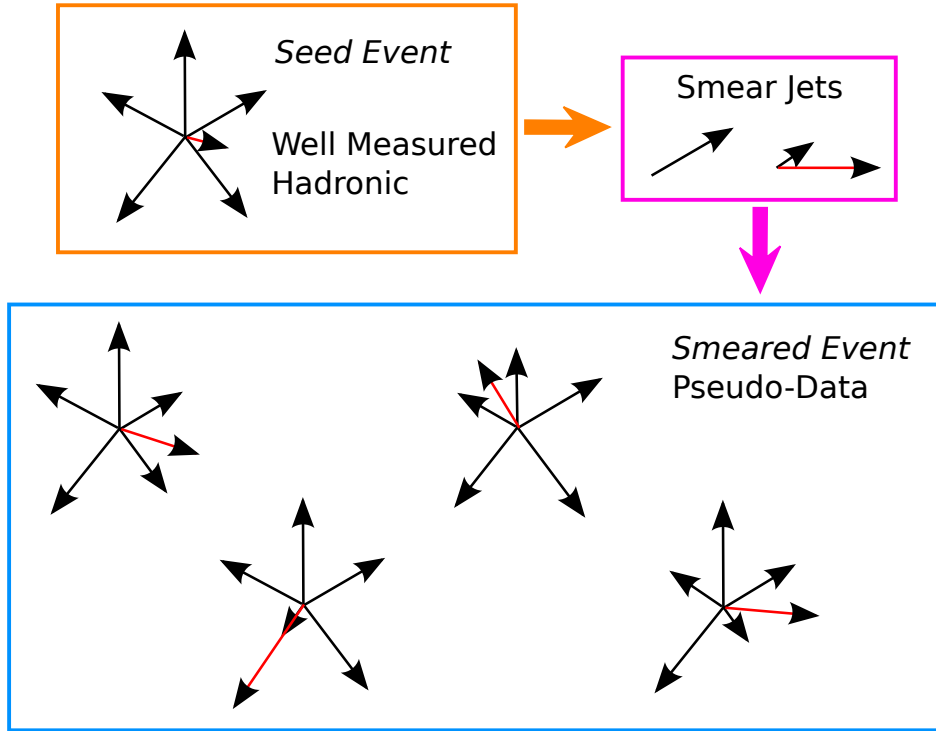 Seed Event
Well Measured
Hadronic
Smear Jets
Smeared Event
Pseudo-Data